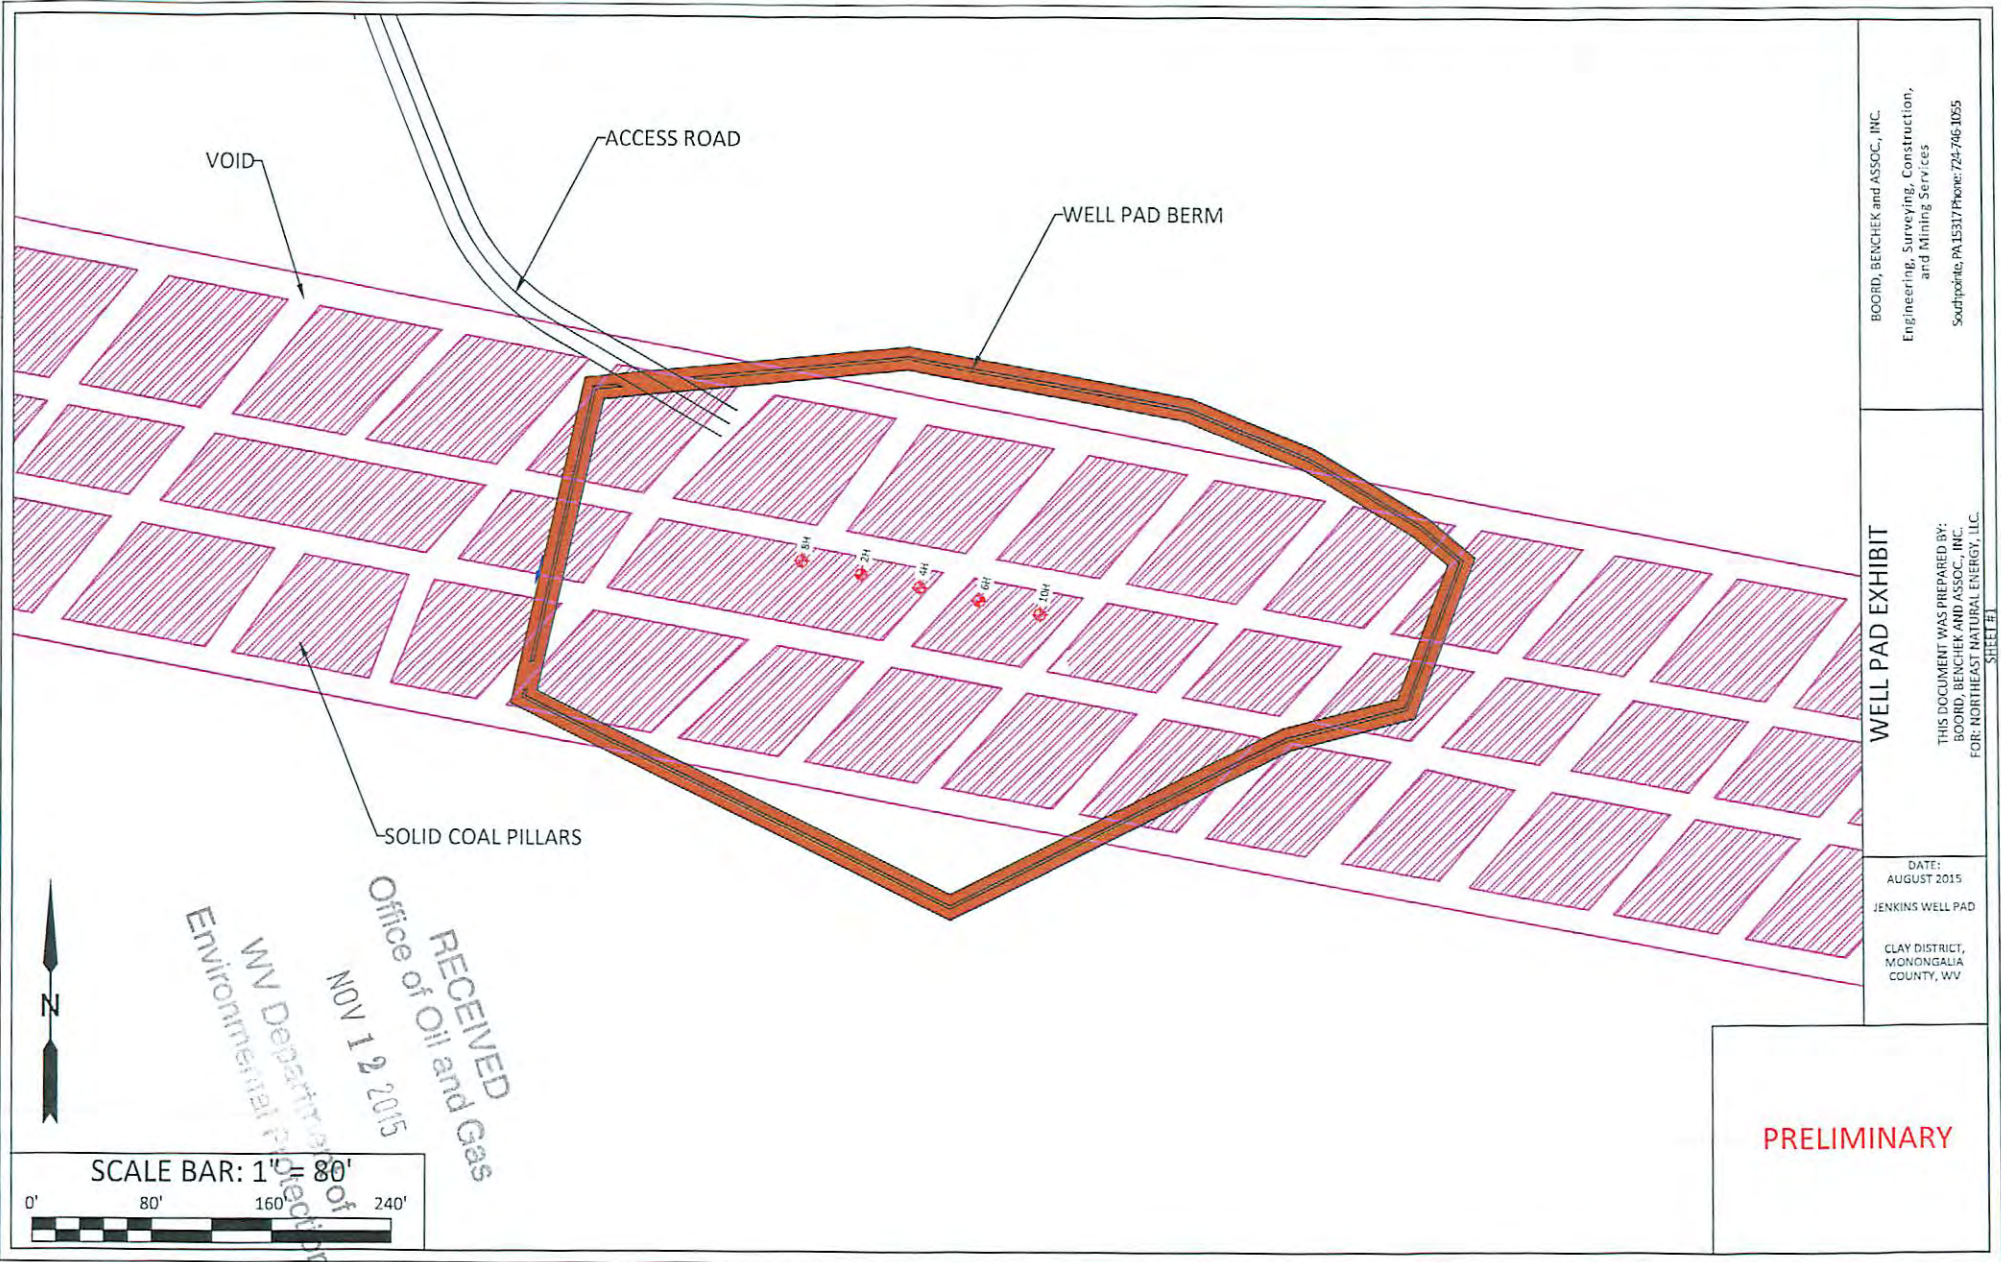 VOID
ACCESS ROAD
WELL PAD BERM
8H
2H
4H
6H
10H
SOLID COAL PILLARS
N
RECEIVED
Office of Oil and Gas
NOV 12 2015
WV Department of
Environmental Protection
SCALE BAR: 1" = 80'
0'
80'
160'
240'
BOORD, BENCHEK and ASSOC., INC.
Engineering, Surveying, Construction,
and Mining Services
Southpointe, PA 15317 Phone: 724-746-1055
WELL PAD EXHIBIT
THIS DOCUMENT WAS PREPARED BY:
BOORD, BENCHEK AND ASSOC., INC.
FOR: NORTHEAST NATURAL ENERGY, LLC.
SHEET #1
DATE:
AUGUST 2015
JENKINS WELL PAD
CLAY DISTRICT,
MONONGALIA
COUNTY, WV
PRELIMINARY